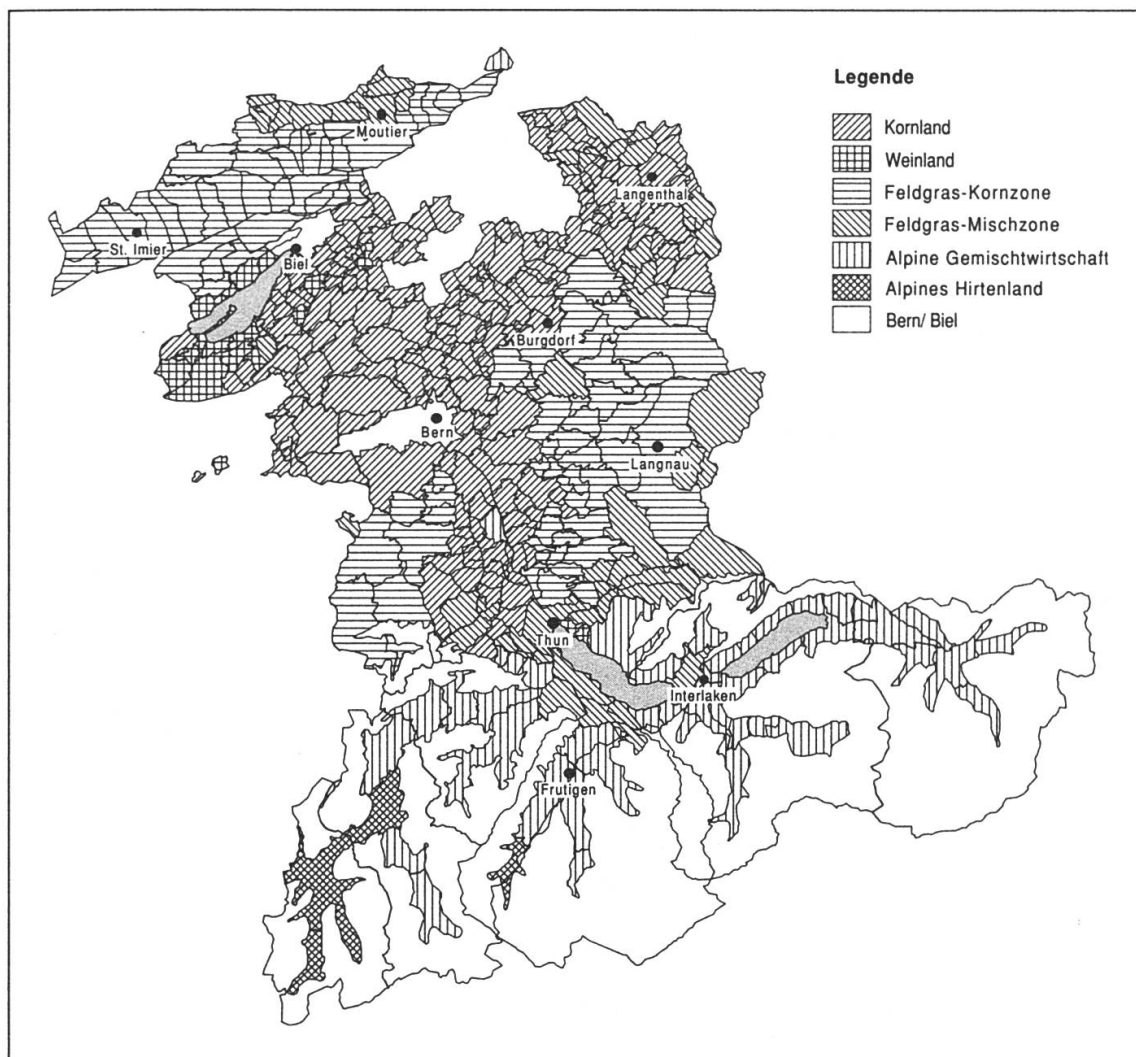 Legende
Kornland
Weinland
Feldgras-Kornzone
Feldgras-Mischzone
Alpine Gemischtwirtschaft
Alpines Hirtenland
Bern/ Biel
Moutier
Langenthal
St. Imier
Biel
Burgdorf
Bern
Langnau
Thun
Interlaken
Frutigen